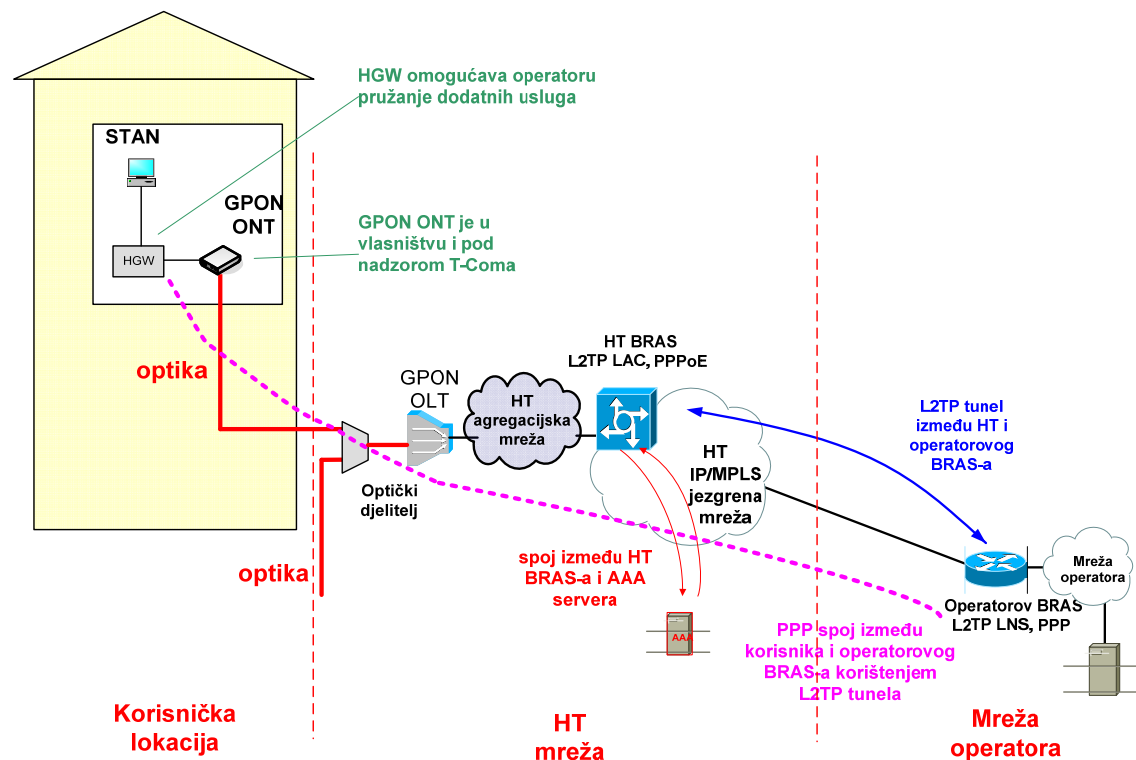 HGW omogućava operatoru
pružanje dodatnih usluga
STAN
GPON
ONT
HGW
GPON ONT je u
vlasništvu i pod
nadzorom T-Coma
optika
GPON
OLT
HT
agregacijska
mreža
HT BRAS
L2TP LAC, PPPoE
HT
IP/MPLS
jezgrena
mreža
L2TP tunel
između HT i
operatorovog
BRAS-a
Optički
djelitelj
optika
spoj između HT
BRAS-a i AAA
servera
AAA
Mreža
operatora
Operatorov BRAS
L2TP LNS, PPP
PPP spoj između
korisnika i operatorovog
BRAS-a korištenjem
L2TP tunela
Korisnička
lokacija
HT
mreža
Mreža
operatora